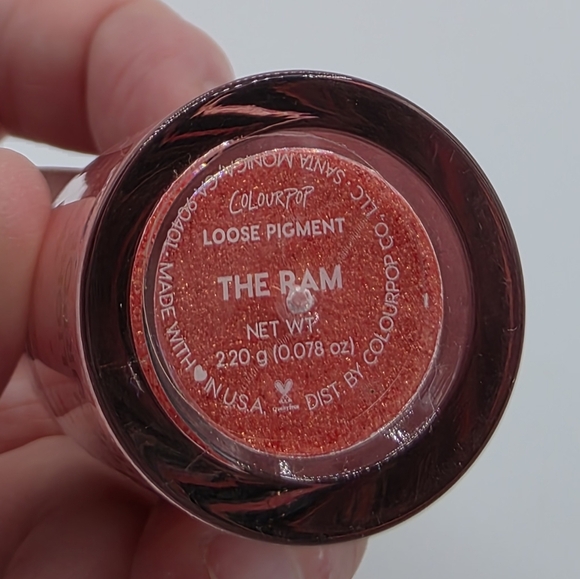 COLOURPOP
LOOSE PIGMENT
THE RAM
NET WT.
2.20 g (0.078 oz)
DIST. BY COLOURPOP CO, LLC. SANTA MONICA, CA 90401. MADE WITH ♥ IN U.S.A.